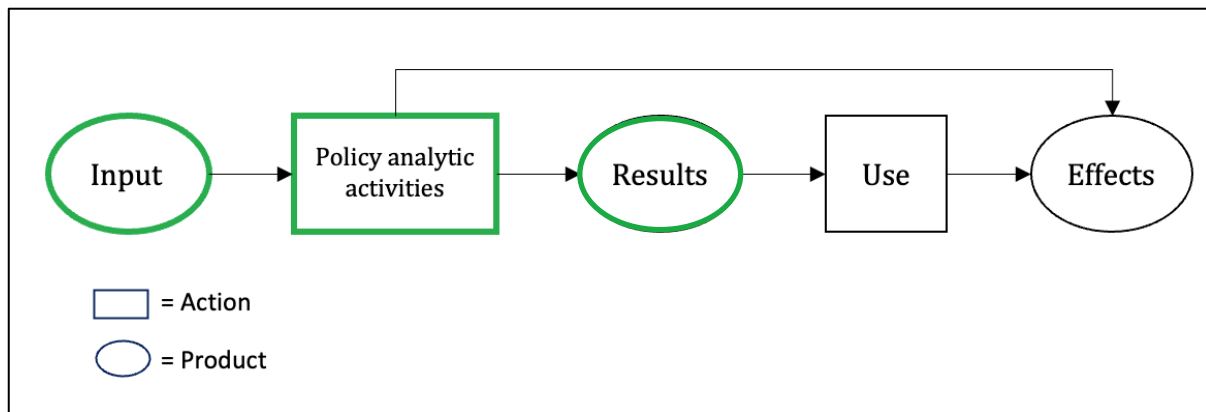 Input
Policy analytic
activities
Results
Use
Effects
= Action
= Product